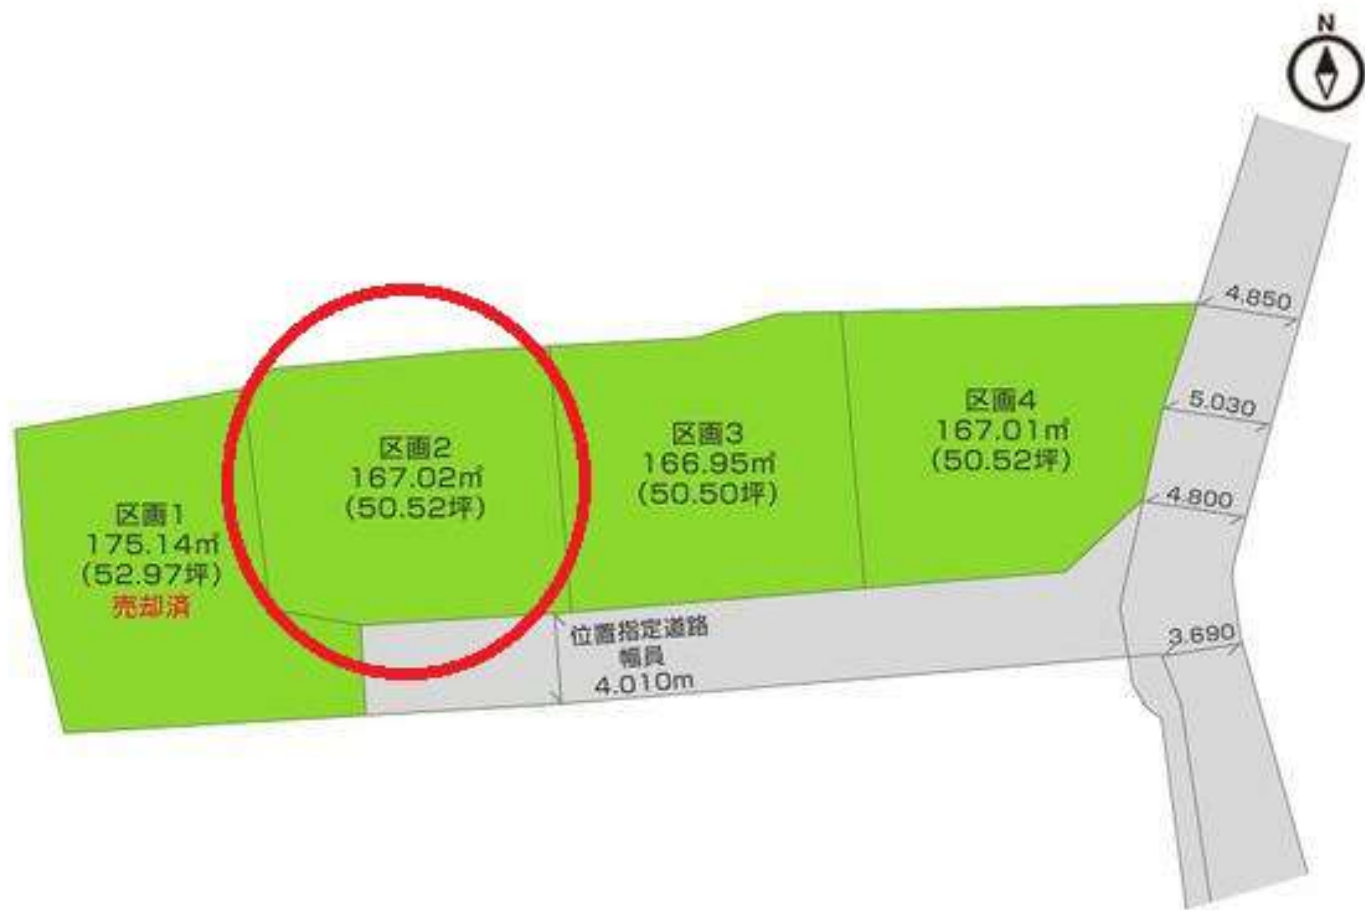 N
4.850
5.030
4.800
3.690
区画4
167.01㎡
(50.52坪)
区画3
166.95㎡
(50.50坪)
区画2
167.02㎡
(50.52坪)
区画1
175.14㎡
(52.97坪)
売却済
位置指定道路
幅員
4.010m